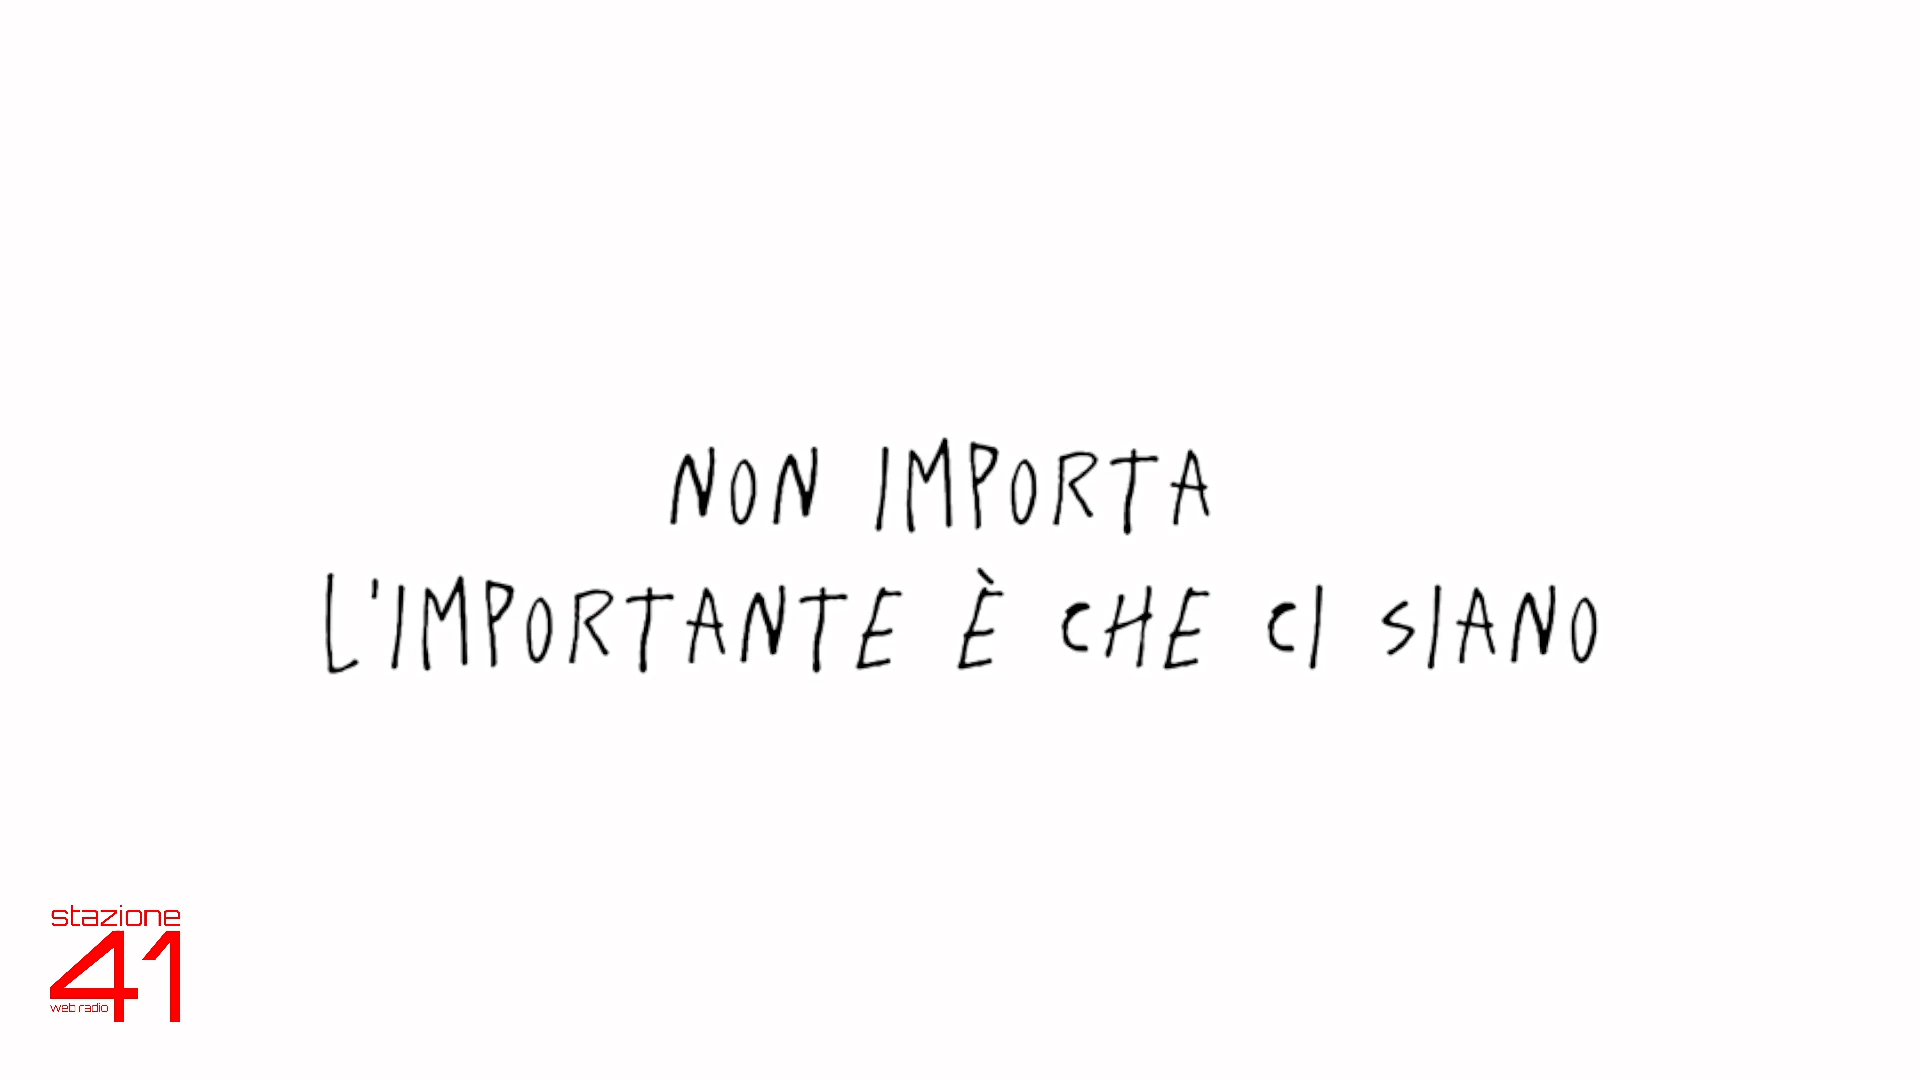 NON IMPORTA
L'IMPORTANTE È CHE CI SIANO
stazione
41
web radio